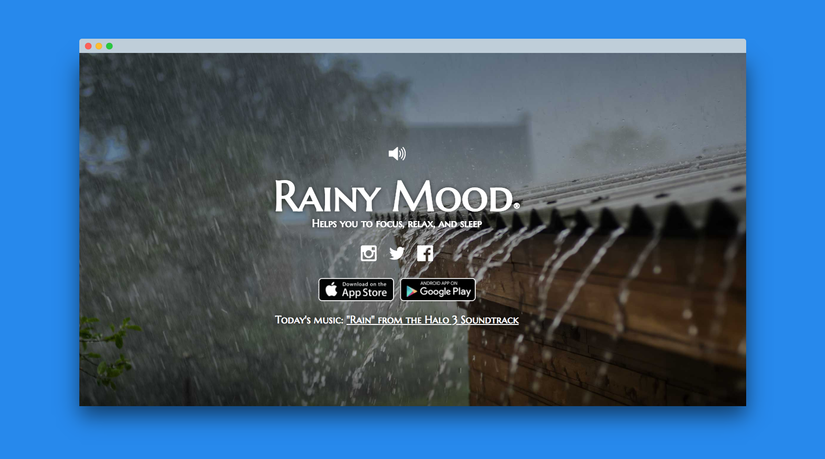 Rainy Mood®
Helps you to focus, relax, and sleep
Download on the
App Store
ANDROID APP ON
Google Play
Today's music: "Rain" from the Halo 3 Soundtrack